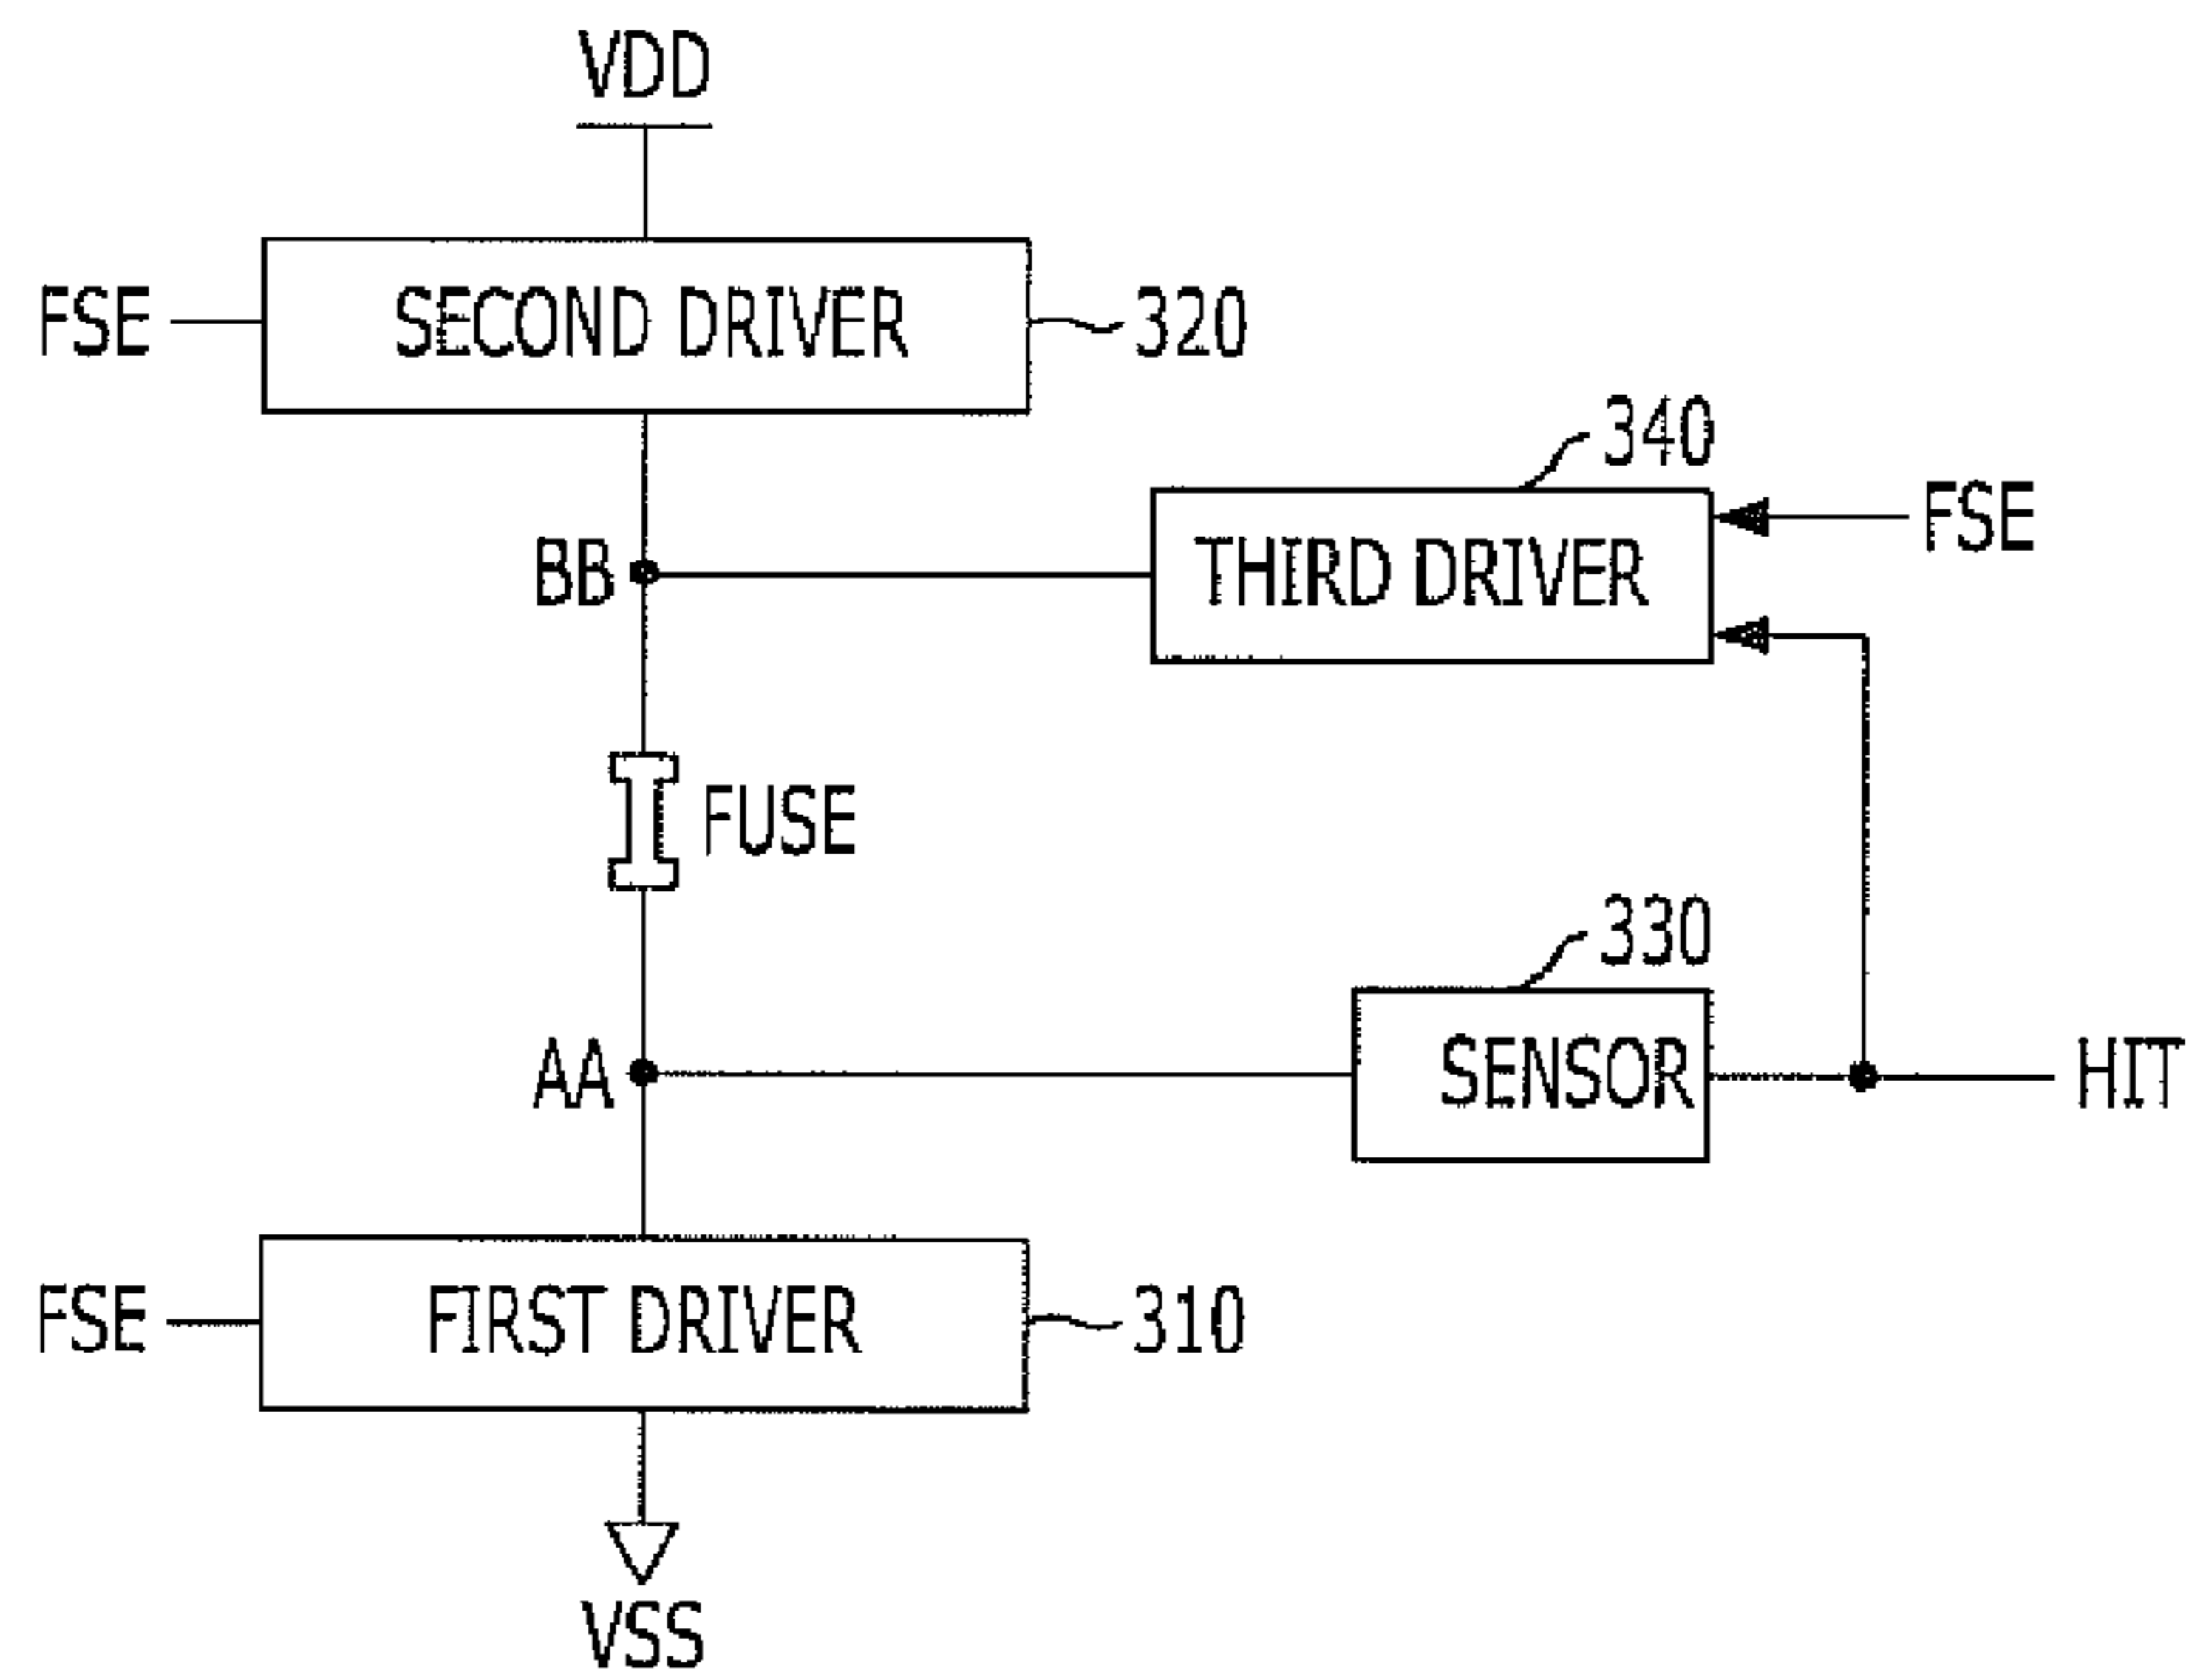 VDD
FSE
SECOND DRIVER
320
340
FSE
BB
THIRD DRIVER
FUSE
330
AA
SENSOR
HIT
FSE
FIRST DRIVER
310
VSS